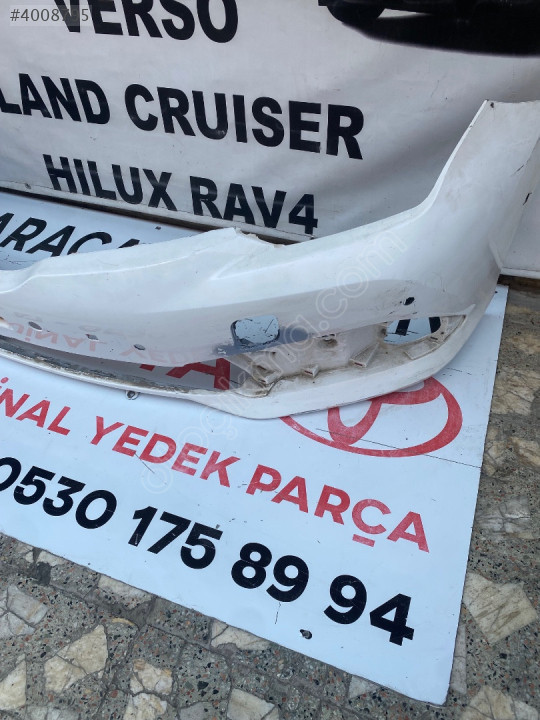 VERSO
LAND CRUISER
HILUX RAV4
İNAL YEDEK PARÇA
0530 175 89 94